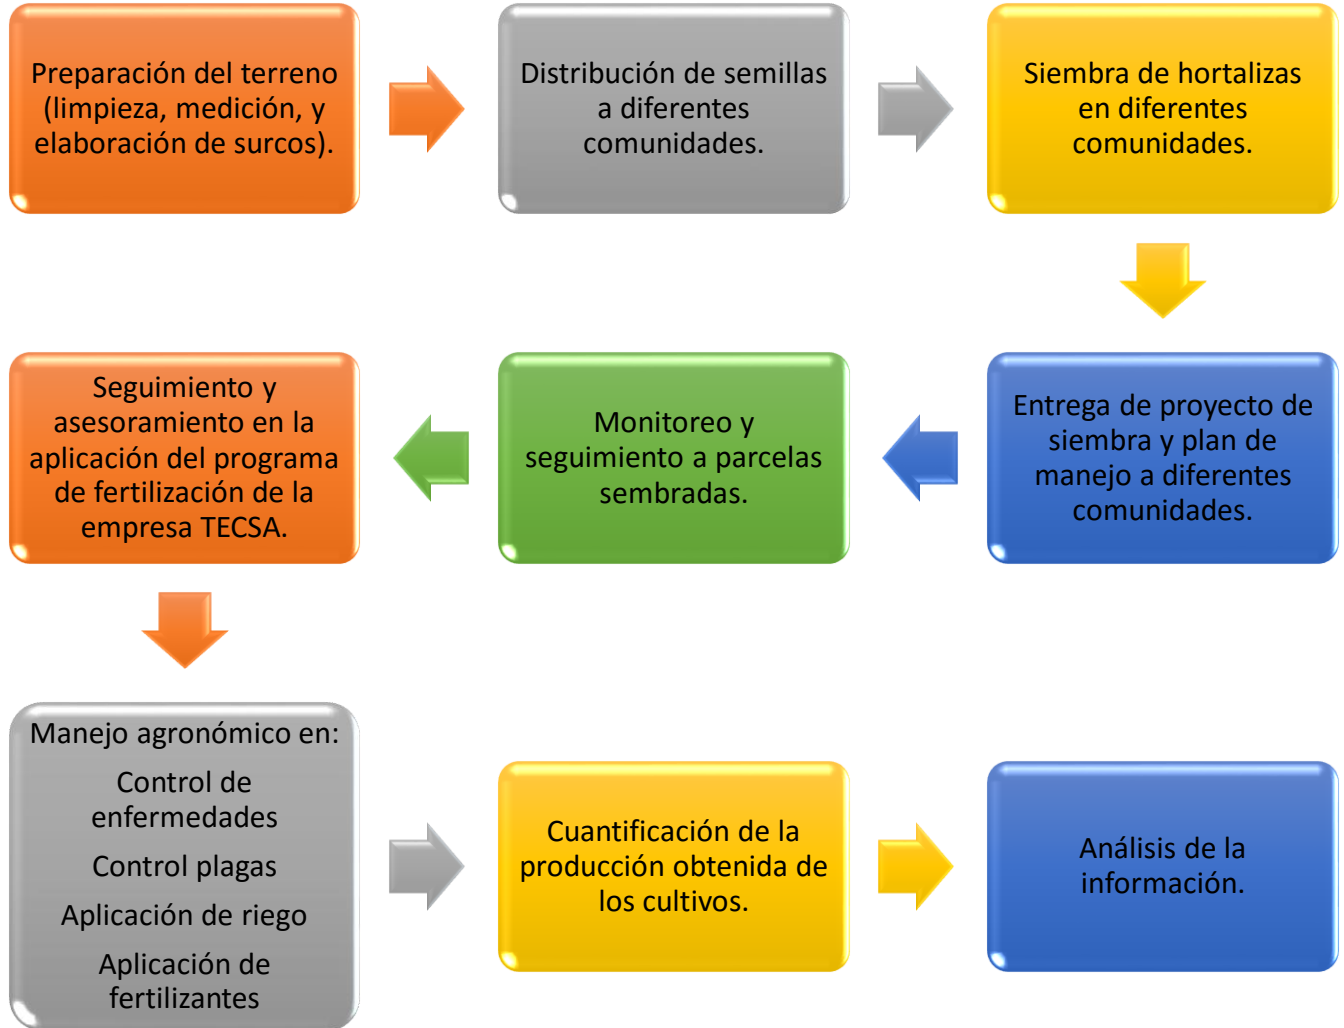 Preparación del terreno
(limpieza, medición, y
elaboración de surcos).
Distribución de semillas
a diferentes
comunidades.
Siembra de hortalizas
en diferentes
comunidades.
Entrega de proyecto de
siembra y plan de
manejo a diferentes
comunidades.
Monitoreo y
seguimiento a parcelas
sembradas.
Seguimiento y
asesoramiento en la
aplicación del programa
de fertilización de la
empresa TECSA.
Manejo agronómico en:
Control de
enfermedades
Control plagas
Aplicación de riego
Aplicación de
fertilizantes
Cuantificación de la
producción obtenida de
los cultivos.
Análisis de la
información.